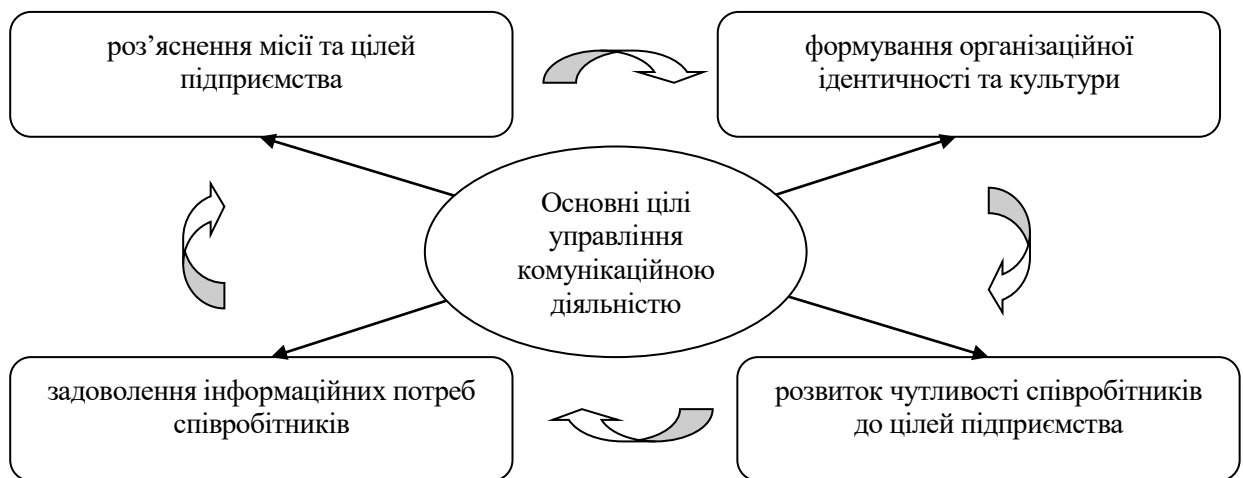 роз’яснення місії та цілей
підприємства
формування організаційної
ідентичності та культури
Основні цілі
управління
комунікаційною
діяльністю
задоволення інформаційних потреб
співробітників
розвиток чутливості співробітників
до цілей підприємства